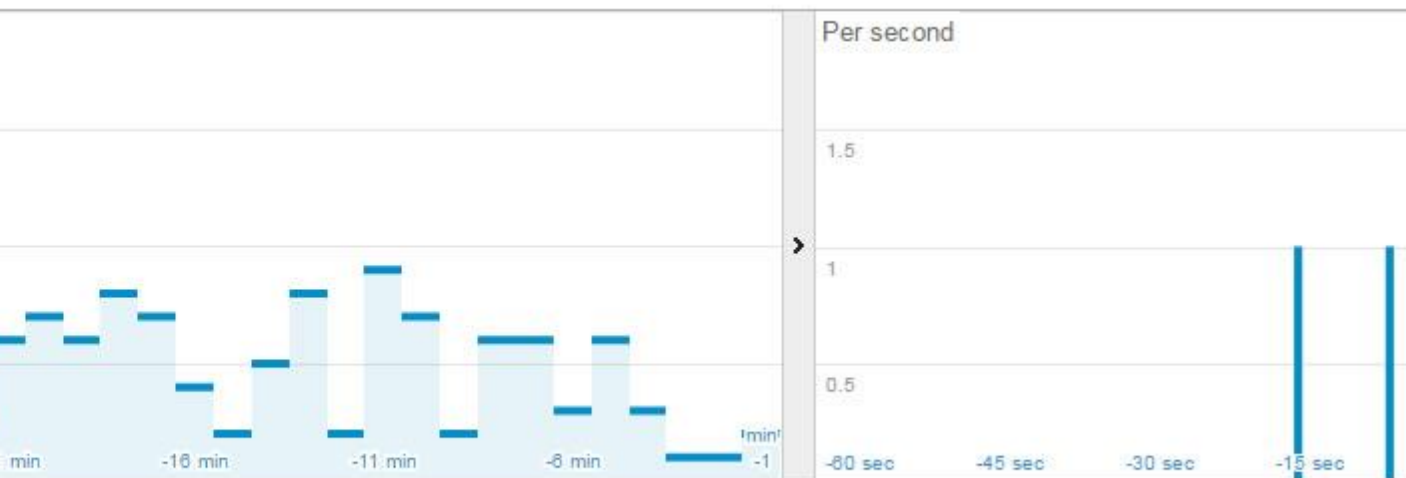 Per second
1.5
1
0.5
min
-16 min
-11 min
-6 min
min
-1
-60 sec
-45 sec
-30 sec
-15 sec